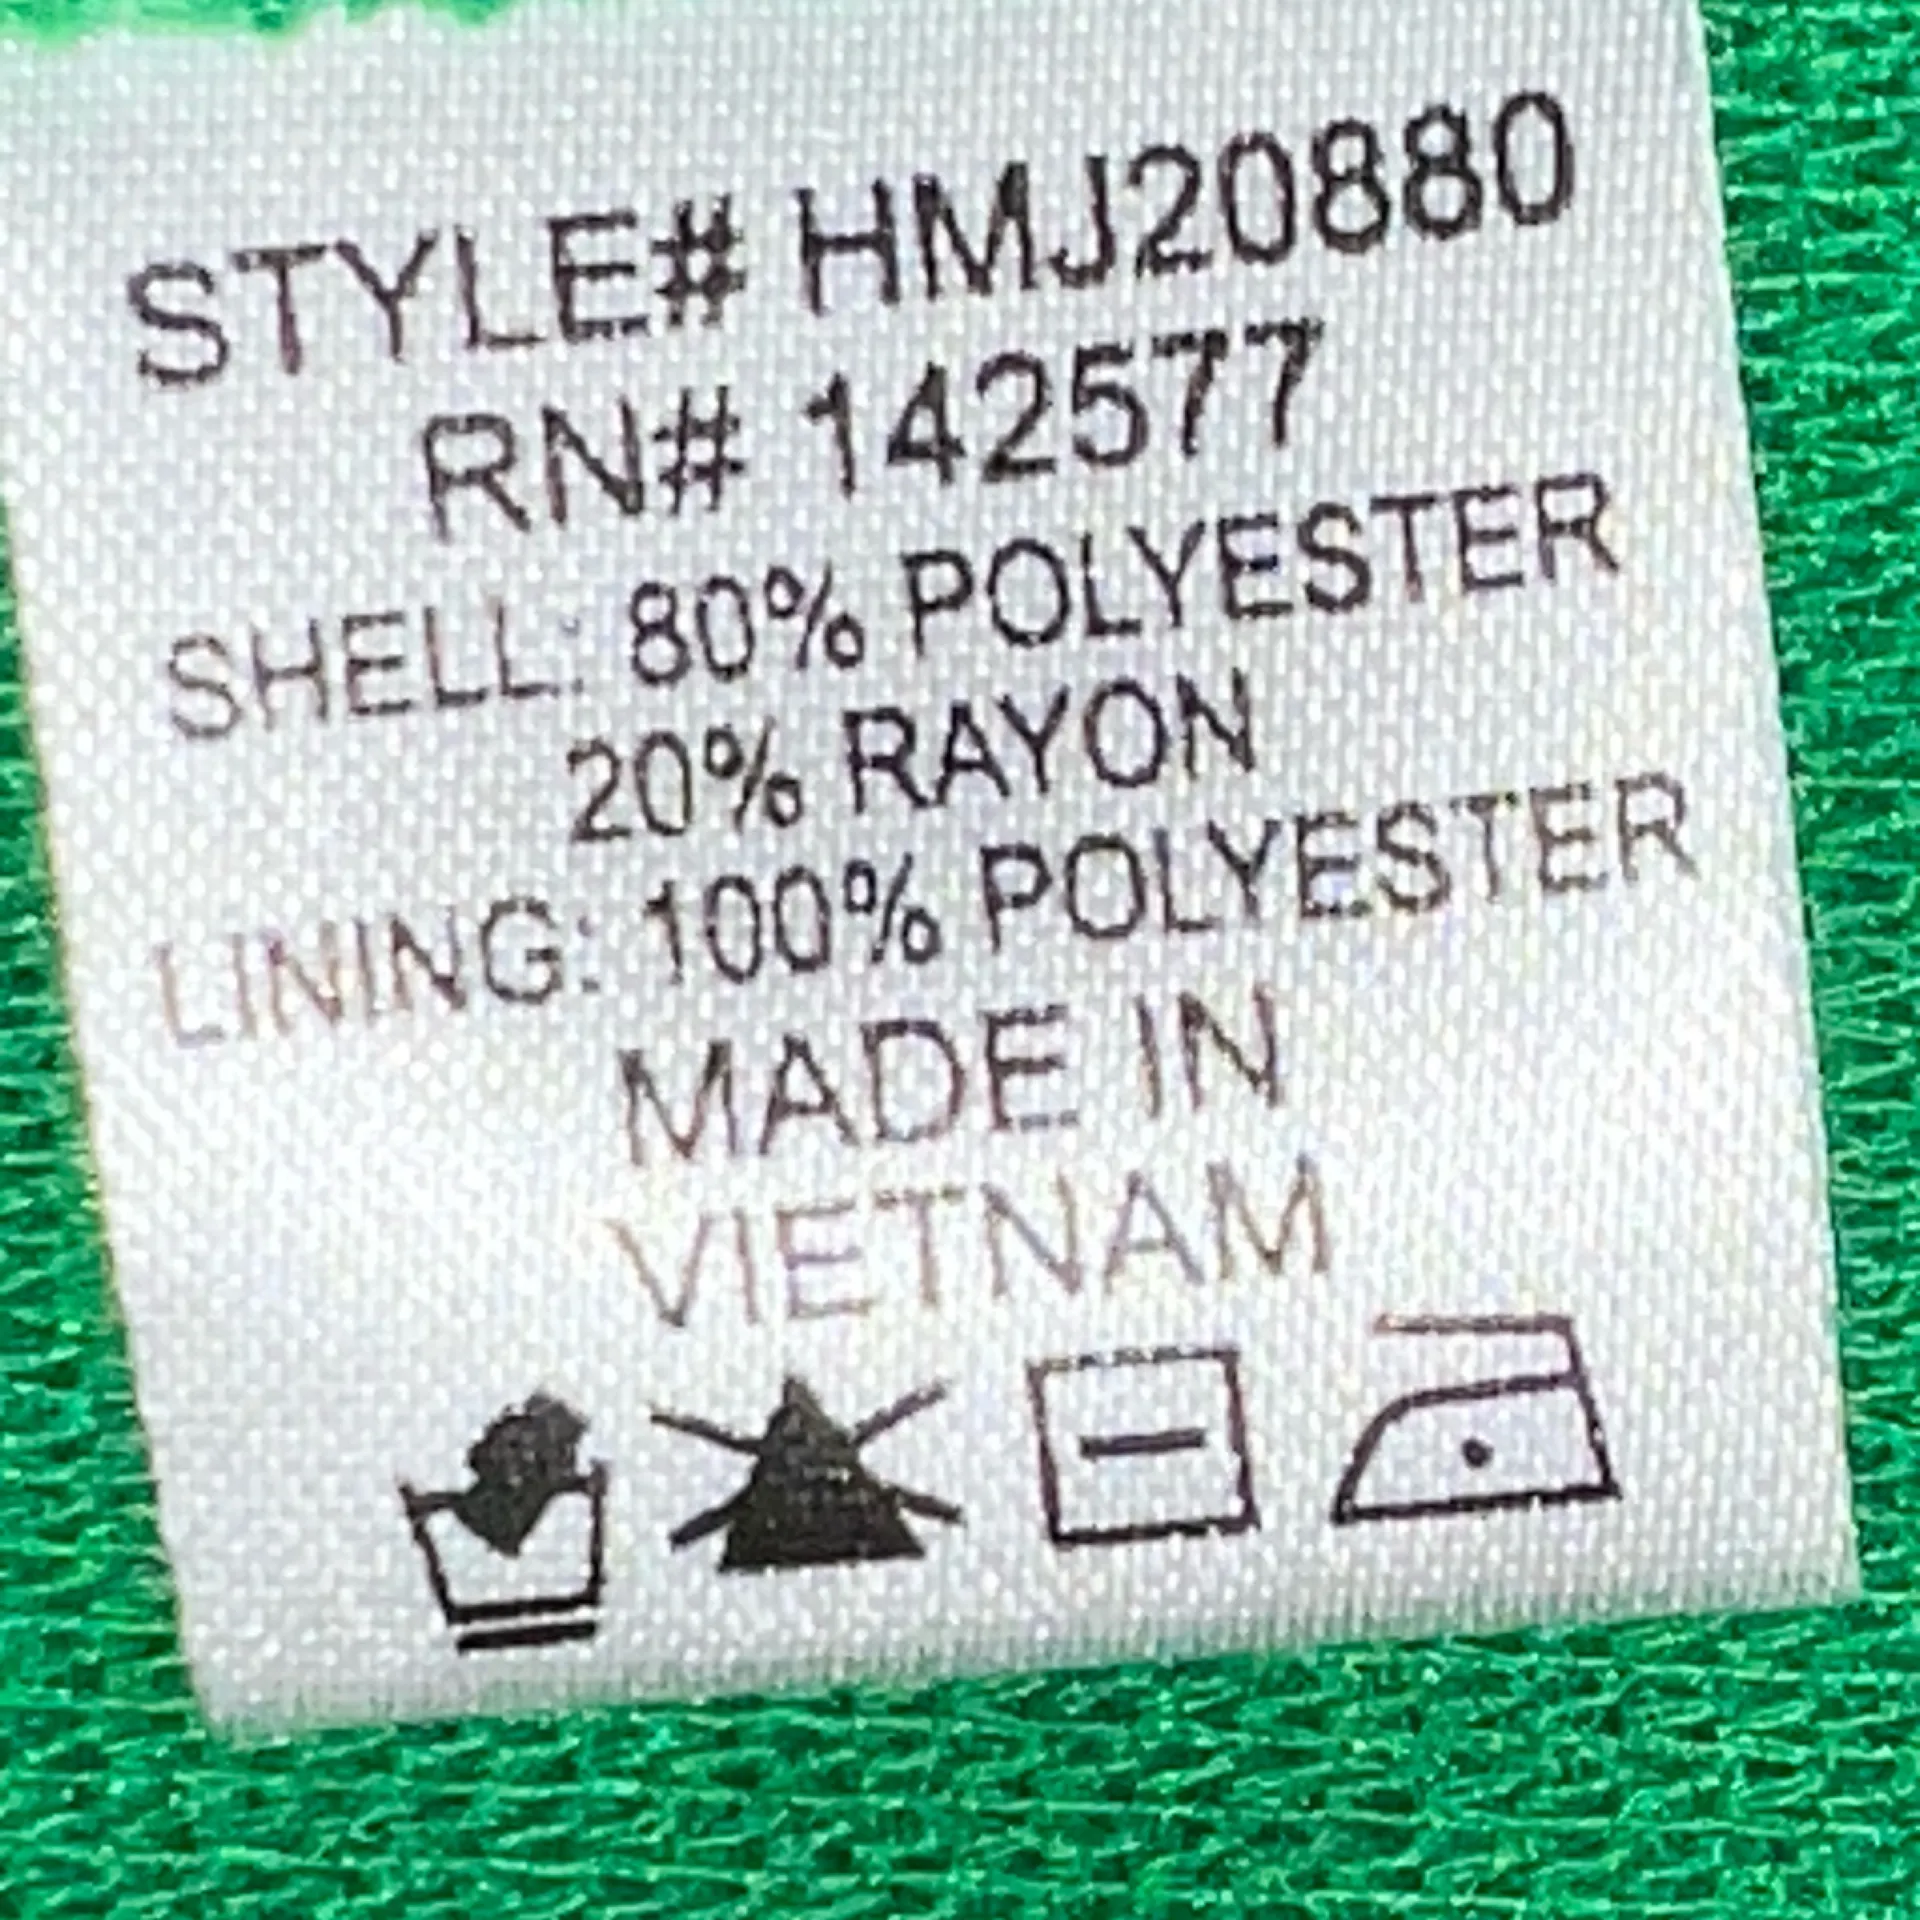 STYLE# HMJ20880
RN# 142577
SHELL: 80% POLYESTER
20% RAYON
LINING: 100% POLYESTER
MADE IN
VIETNAM